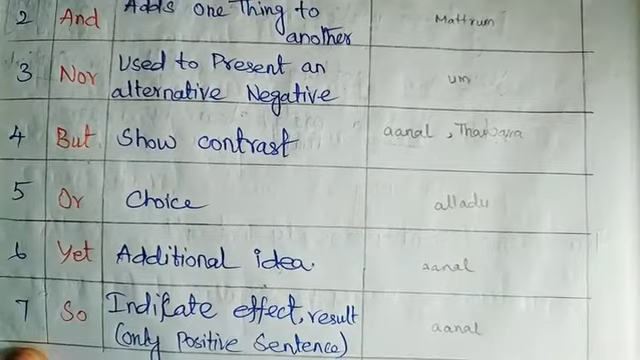 2 And Adds one Thing to another Mattrum
3 Nor Used to Present an alternative Negative um
4 But Show contrast aanal,
5 Or Choice alladu
6 Yet Additional idea. aanal
7 So Indicate effect, result (only Positive Sentence) aanal